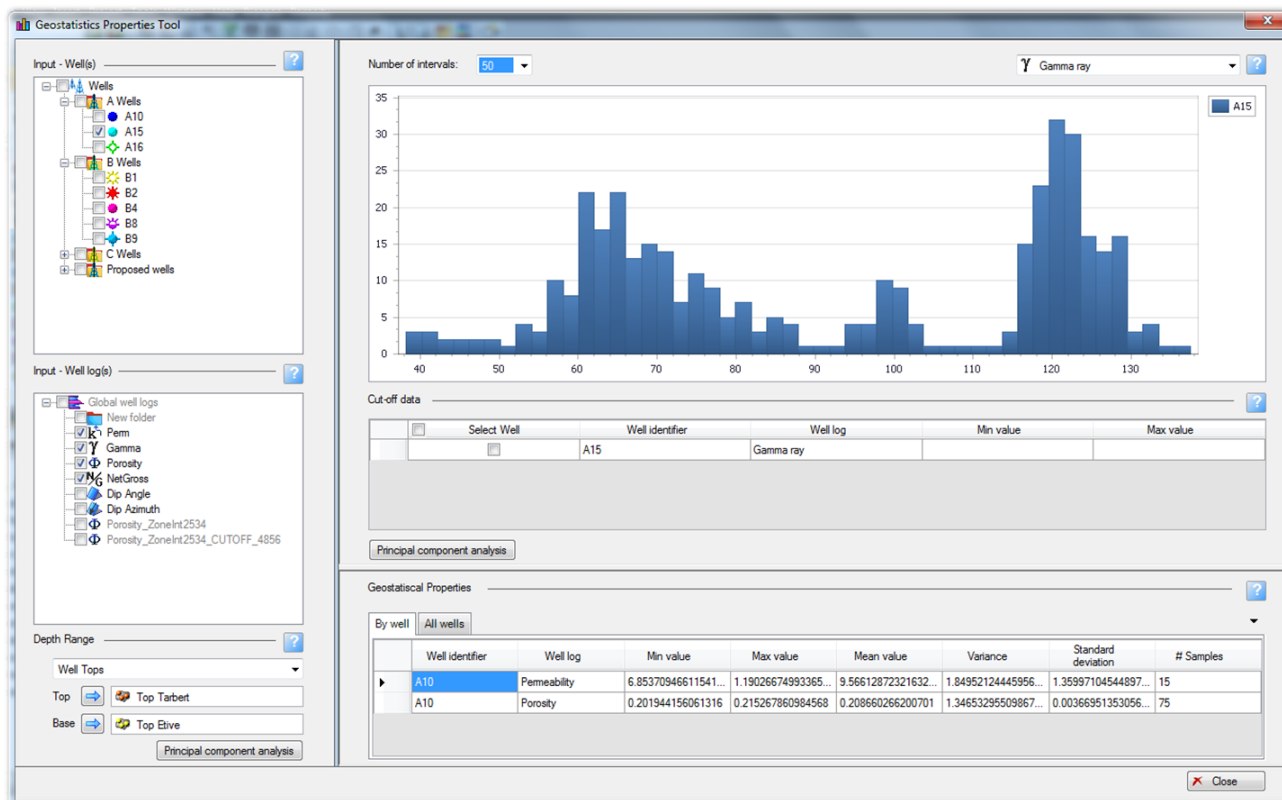 Geostatistics Properties Tool
Input - Well(s)
Wells
A Wells
A10
A15
A16
B Wells
B1
B2
B4
B8
B9
C Wells
Proposed wells
Input - Well log(s)
Global well logs
New folder
Perm
Gamma
Porosity
NetGross
Dip Angle
Dip Azimuth
Porosity_ZoneInt2534
Porosity_ZoneInt2534_CUTOFF_4856
Depth Range
Well Tops
Top Top Tarbert
Base Top Etive
Principal component analysis
Number of intervals: 50
γ Gamma ray
A15
35
30
25
20
15
10
5
0
40 50 60 70 80 90 100 110 120 130
Cut-off data
Select Well Well identifier Well log Min value Max value
A15 Gamma ray
Principal component analysis
Geostatiscal Properties
By well All wells
Well identifier Well log Min value Max value Mean value Variance Standard deviation # Samples
A10 Permeability 6.85370946611541... 1.19026674993365... 9.56612872321632... 1.84952124445956... 1.35997104544897... 15
A10 Porosity 0.201944156061316 0.215267860984568 0.208660266200701 1.34653295509867... 0.00366951353056... 75
Close